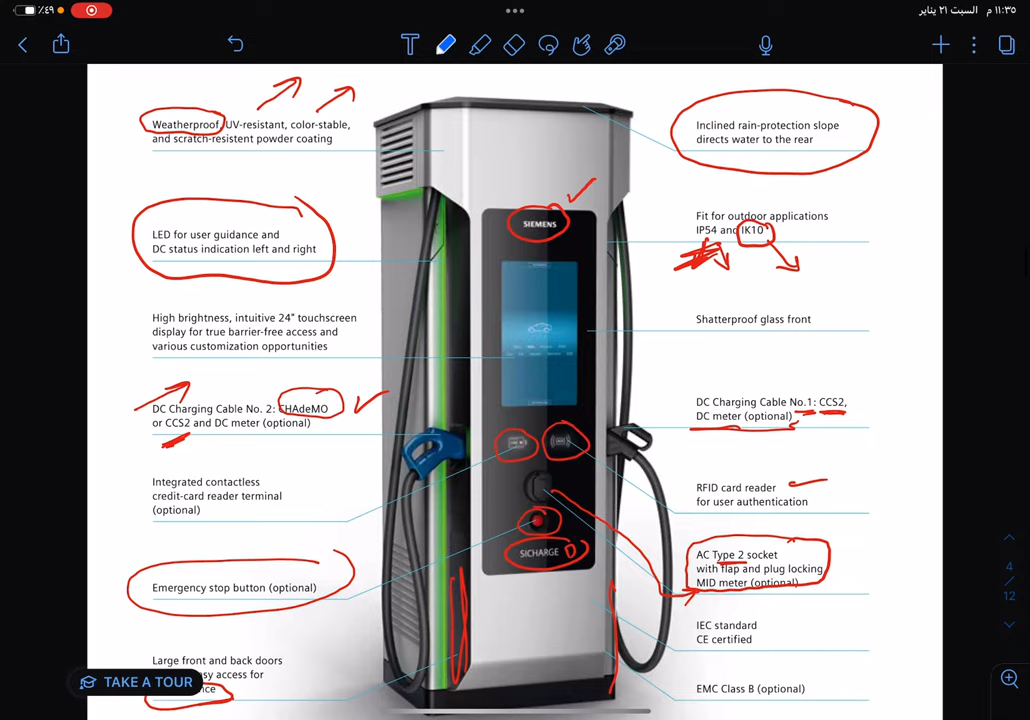 ٪٤٩
١١:٣٥ م السبت ٢١ يناير
Weatherproof, UV-resistant, color-stable,
and scratch-resistant powder coating
LED for user guidance and
DC status indication left and right
High brightness, intuitive 24" touchscreen
display for true barrier-free access and
various customization opportunities
DC Charging Cable No. 2: CHAdeMO
or CCS2 and DC meter (optional)
Integrated contactless
credit-card reader terminal
(optional)
Emergency stop button (optional)
Large front and back doors
access for
TAKE A TOUR
SIEMENS
SICHARGE D
Inclined rain-protection slope
directs water to the rear
Fit for outdoor applications
IP54 and IK10
Shatterproof glass front
DC Charging Cable No.1: CCS2,
DC meter (optional)
RFID card reader
for user authentication
AC Type 2 socket
with flap and plug locking
MID meter (optional)
IEC standard
CE certified
EMC Class B (optional)
4
/
12